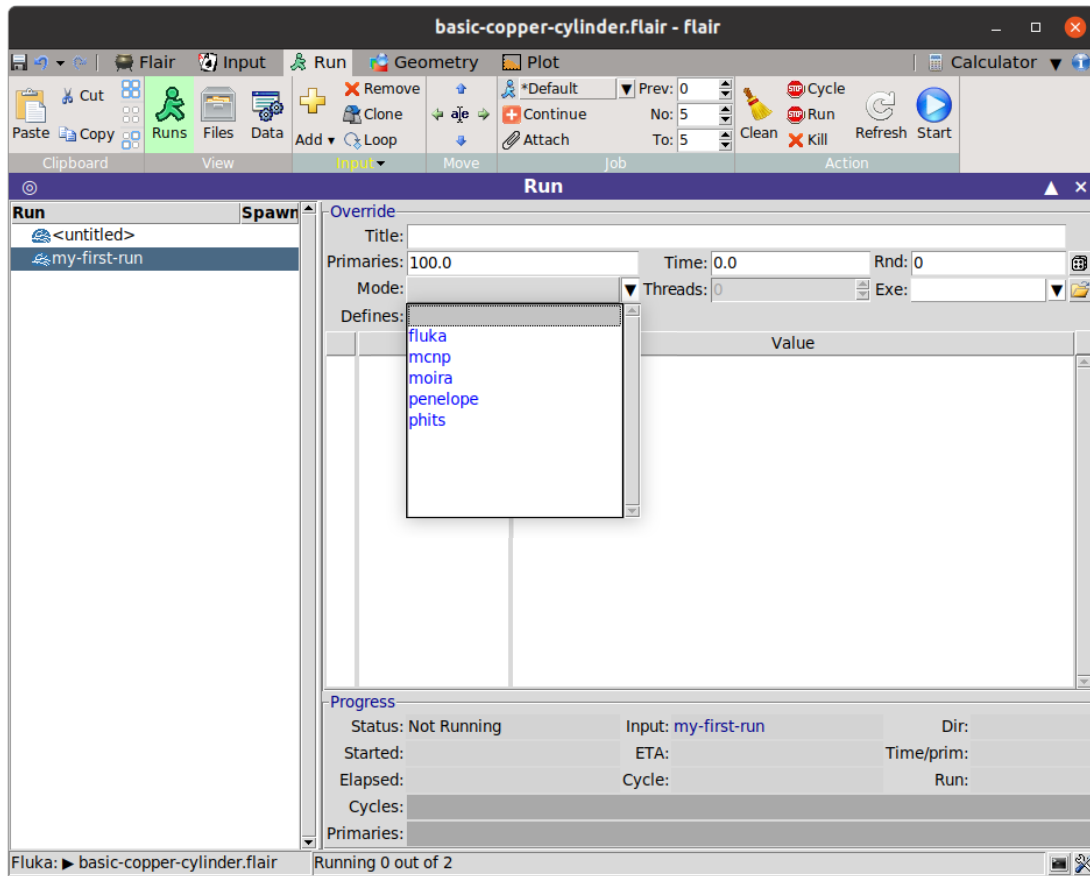 basic-copper-cylinder.flair - flair
Flair Input Run Geometry Plot Calculator
Paste Cut Copy Runs Files Data Add Remove Clone Loop *Default Continue Attach Prev: 0 No: 5 To: 5 Clean Cycle Run Kill Refresh Start
Clipboard View Input Move Job Action
Run
Run Spawn
<untitled>
my-first-run
Override
Title:
Primaries: 100.0 Time: 0.0 Rnd: 0
Mode: Threads: 0 Exe:
Defines:
Value
fluka
mcnp
moira
penelope
phits
Progress
Status: Not Running Input: my-first-run Dir:
Started: ETA: Time/prim:
Elapsed: Cycle: Run:
Cycles:
Primaries:
Fluka: ▶ basic-copper-cylinder.flair Running 0 out of 2